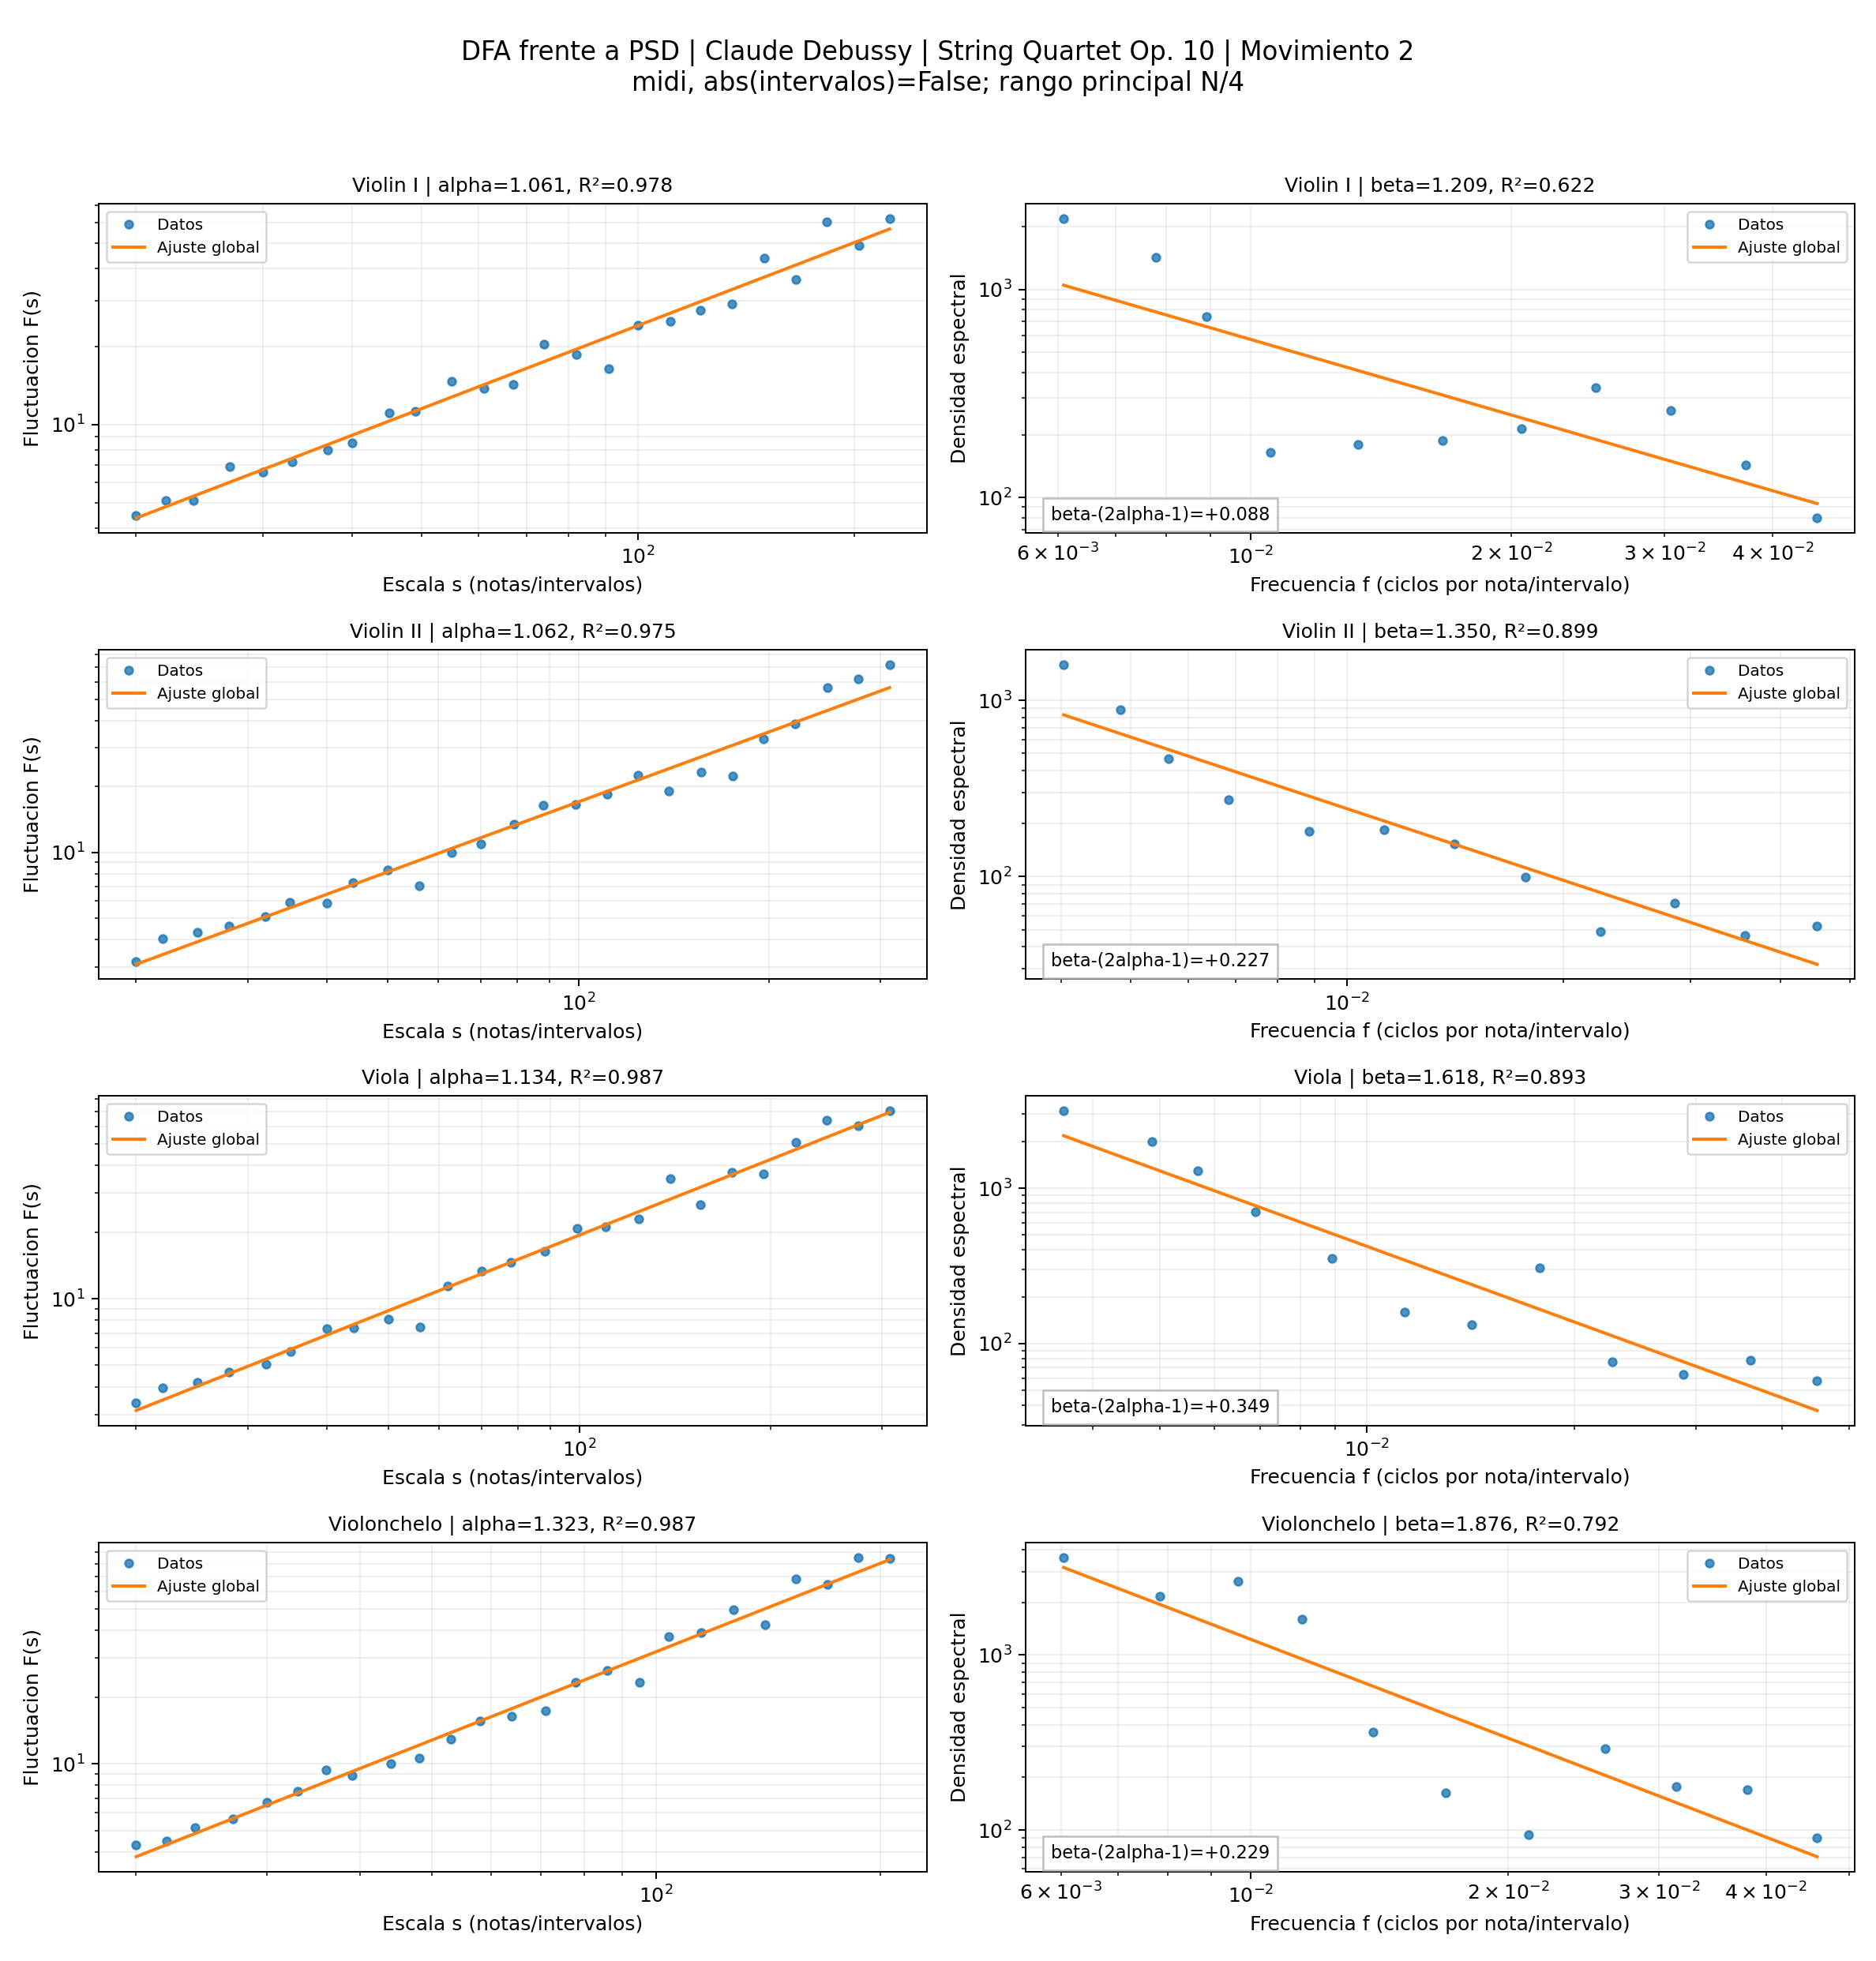 DFA frente a PSD | Claude Debussy | String Quartet Op. 10 | Movimiento 2
midi, abs(intervalos)=False; rango principal N/4
Violin I | alpha=1.061, R²=0.978
Datos
Ajuste global
Fluctuacion F(s)
10¹
10²
Escala s (notas/intervalos)
Violin I | beta=1.209, R²=0.622
Datos
Ajuste global
Densidad espectral
10³
10²
beta-(2alpha-1)=+0.088
6 × 10⁻³ 10⁻² 2 × 10⁻² 3 × 10⁻² 4 × 10⁻²
Frecuencia f (ciclos por nota/intervalo)
Violin II | alpha=1.062, R²=0.975
Datos
Ajuste global
Fluctuacion F(s)
10¹
10²
Escala s (notas/intervalos)
Violin II | beta=1.350, R²=0.899
Datos
Ajuste global
Densidad espectral
10³
10²
beta-(2alpha-1)=+0.227
10⁻²
Frecuencia f (ciclos por nota/intervalo)
Viola | alpha=1.134, R²=0.987
Datos
Ajuste global
Fluctuacion F(s)
10¹
10²
Escala s (notas/intervalos)
Viola | beta=1.618, R²=0.893
Datos
Ajuste global
Densidad espectral
10³
10²
beta-(2alpha-1)=+0.349
10⁻²
Frecuencia f (ciclos por nota/intervalo)
Violonchelo | alpha=1.323, R²=0.987
Datos
Ajuste global
Fluctuacion F(s)
10¹
10²
Escala s (notas/intervalos)
Violonchelo | beta=1.876, R²=0.792
Datos
Ajuste global
Densidad espectral
10³
10²
beta-(2alpha-1)=+0.229
6 × 10⁻³ 10⁻² 2 × 10⁻² 3 × 10⁻² 4 × 10⁻²
Frecuencia f (ciclos por nota/intervalo)